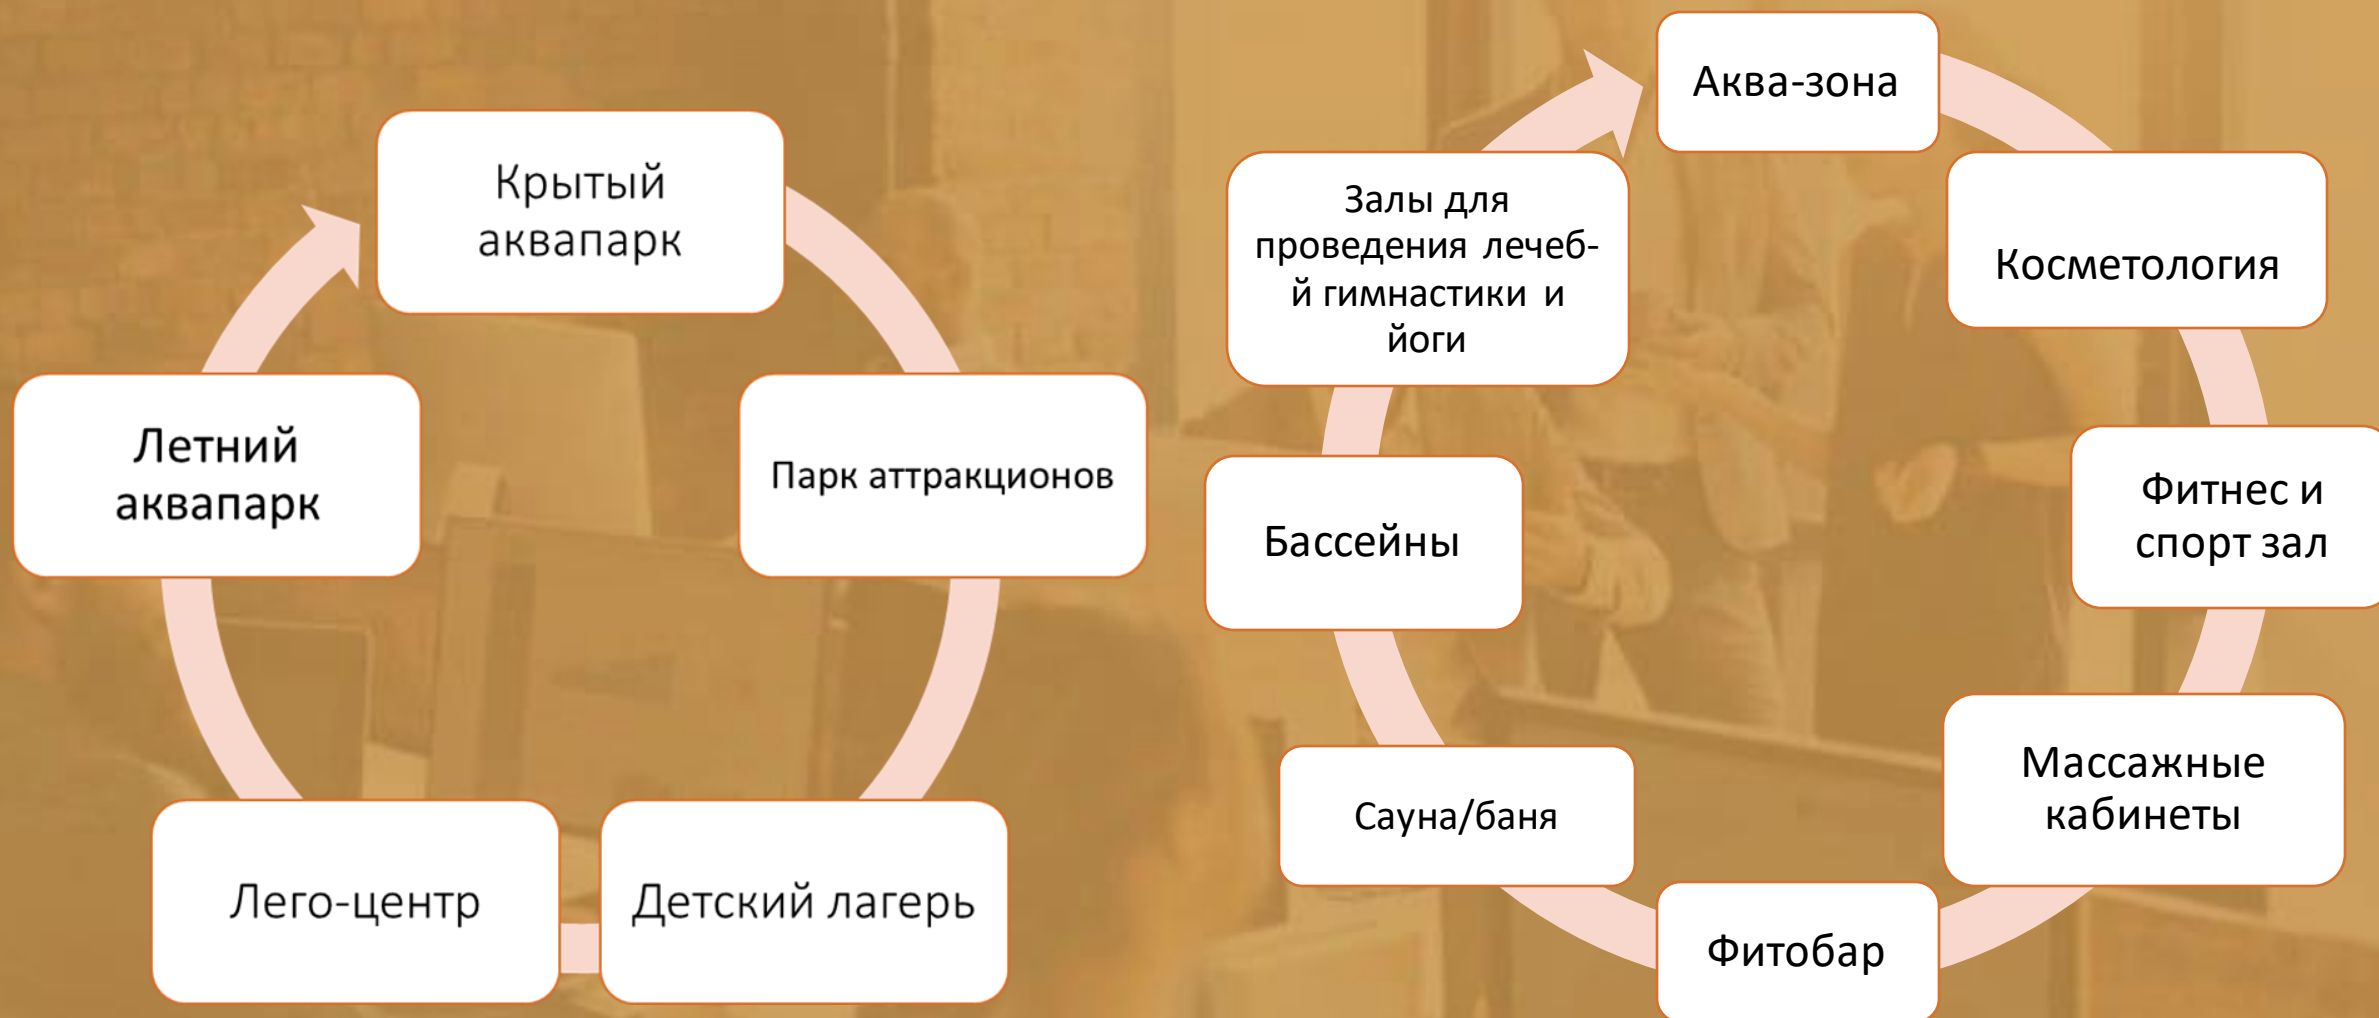 Крытый
аквапарк
Парк аттракционов
Детский лагерь
Лего-центр
Летний
аквапарк
Аква-зона
Косметология
Фитнес и
спорт зал
Массажные
кабинеты
Фитобар
Сауна/баня
Бассейны
Залы для
проведения лечеб-
й гимнастики и
йоги